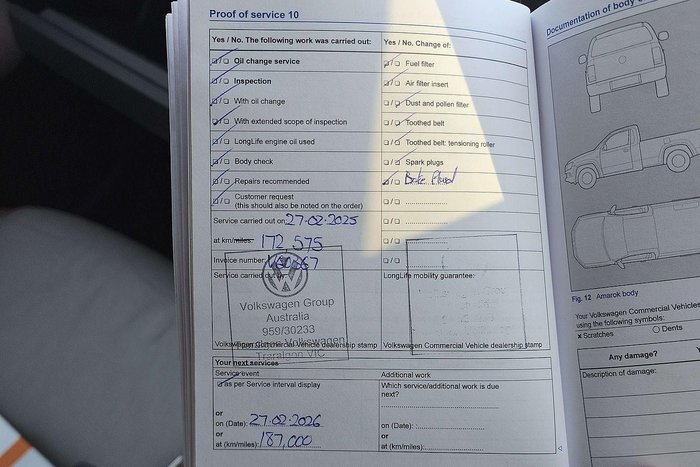 Proof of service 10
Yes / No. The following work was carried out:
☐/☐ Oil change service
☐/☐ Inspection
☐/☐ With oil change
☐/☐ With extended scope of inspection
☐/☐ LongLife engine oil used
☐/☐ Body check
☐/☐ Repairs recommended
☐/☐ Customer request
(this should also be noted on the order)
Service carried out on: 27-02-2025
at km/miles: 172 575
Invoice number:
Service carried out by:
Volkswagen Group
Australia
959/30233
Volkswagen
Traralgon VIC
Volkswagen Commercial Vehicle dealership stamp
Yes / No. Change of:
☐/☐ Fuel filter
☐/☐ Air filter insert
☐/☐ Dust and pollen filter
☐/☐ Toothed belt
☐/☐ Toothed belt: tensioning roller
☐/☐ Spark plugs
☐/☐
☐/☐ ..............
☐/☐ ..............
☐/☐ ..............
☐/☐ ..............
LongLife mobility guarantee:
Volkswagen Commercial Vehicle dealership stamp
Your next services
Service event
☐ as per Service interval display
or
on (Date): 27-02-2026
or
at (km/miles): 187,000
Additional work
Which service/additional work is due
next?
or
on (Date):
or
at (km/miles):
Documentation of body
Fig. 12 Amarok body
Your Volkswagen Commercial Vehicles
using the following symbols:
x Scratches
○ Dents
Any damage?
Description of damage: